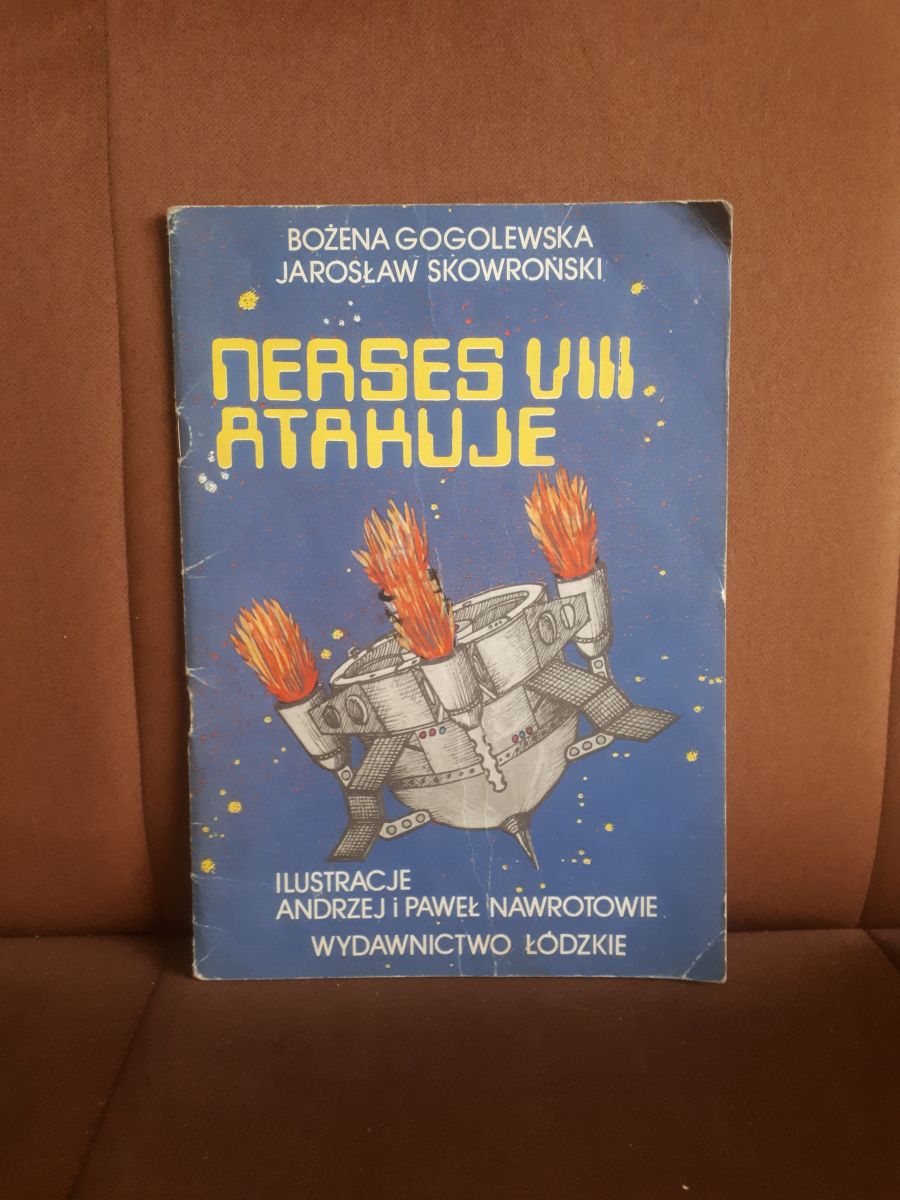 BOŻENA GOGOLEWSKA
JAROSŁAW SKOWROŃSKI
NERSES VIII
ATAKUJE
ILUSTRACJE
ANDRZEJ i PAWEŁ NAWROTOWIE
WYDAWNICTWO ŁÓDZKIE